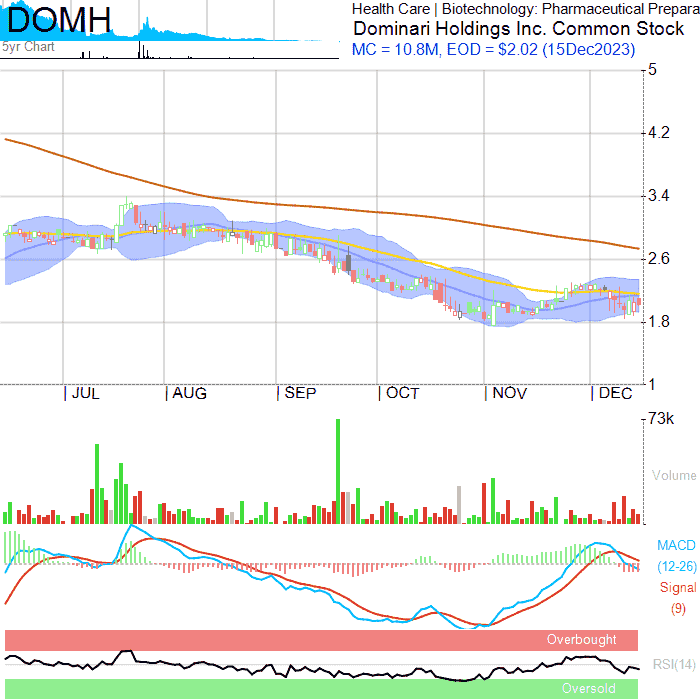 DOMH
5yr Chart
Health Care | Biotechnology: Pharmaceutical Prepara
Dominari Holdings Inc. Common Stock
MC = 10.8M, EOD = $2.02 (15Dec2023)
5
4.2
3.4
2.6
1.8
1
JUL AUG SEP OCT NOV DEC
73k
Volume
MACD
(12-26)
Signal
(9)
Overbought
RSI(14)
Oversold